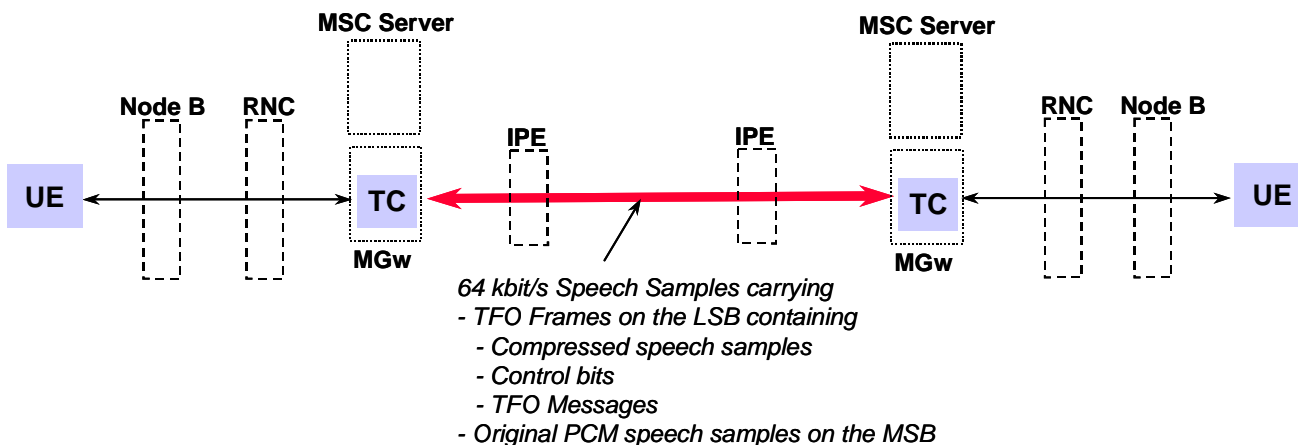 MSC Server
MSC Server
Node B
RNC
IPE
IPE
RNC
Node B
UE
TC
TC
UE
MGw
MGw
64 kbit/s Speech Samples carrying
- TFO Frames on the LSB containing
- Compressed speech samples
- Control bits
- TFO Messages
- Original PCM speech samples on the MSB